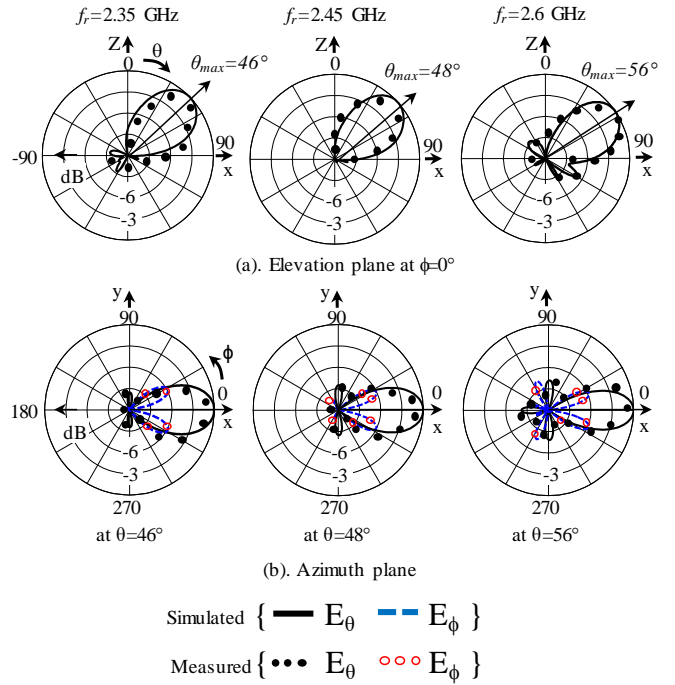 fr=2.35 GHz fr=2.45 GHz fr=2.6 GHz
Z θ θmax=46° Z θmax=48° Z θmax=56°
0 0 0
-90 90 90 90
dB x x x
-6 -6 -6
-3 -3 -3
(a). Elevation plane at ϕ=0°
y y y
90 90 90
ϕ
180 0 0 0
dB x x x
-6 -6 -6
-3 -3 -3
270 270 270
at θ=46° at θ=48° at θ=56°
(b). Azimuth plane
Simulated { Eθ Eϕ }
Measured { Eθ Eϕ }